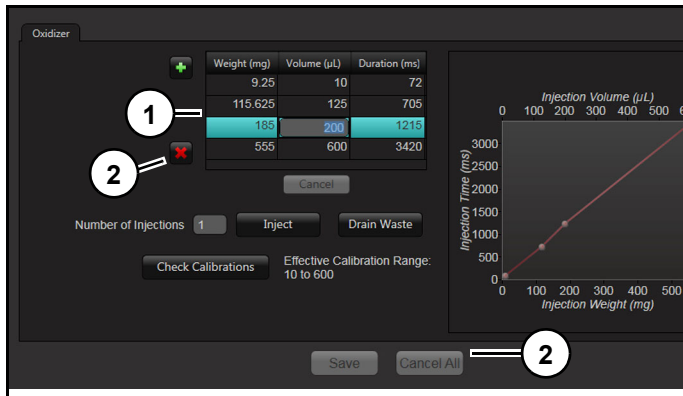 Oxidizer
Weight (mg) Volume (µL) Duration (ms)
9.25 10 72
115.625 125 705
185 200 1215
555 600 3420
1
2
Cancel
Number of Injections 1 Inject Drain Waste
Check Calibrations Effective Calibration Range:
10 to 600
Injection Volume (µL)
0 100 200 300 400 500
Injection Time (ms)
3000
2500
2000
1500
1000
500
0
0 100 200 300 400 500
Injection Weight (mg)
Save Cancel All
2